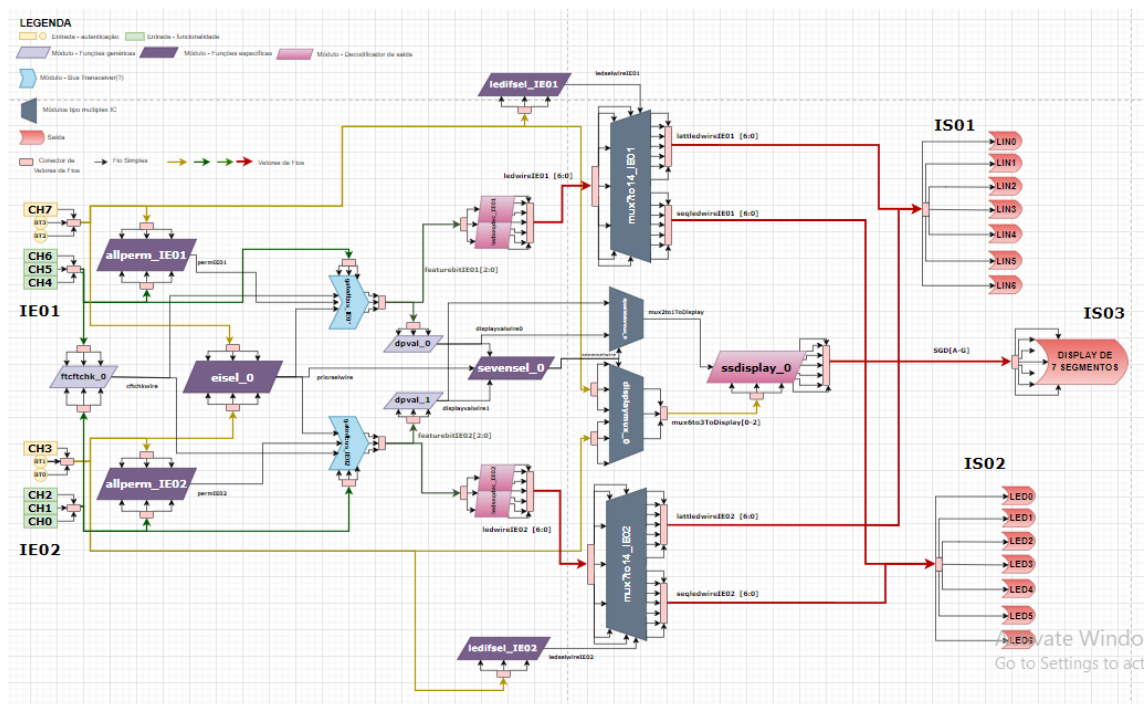 LEGENDA
Entrada - autenticação
Entrada - funcionalidade
Módulo - Funções genéricas
Módulo - Funções específicas
Módulo - Decodificador de saída
Módulo - Bus Transceiver(?)
Módulos tipo multiplex IC
Saída
Conector de
Vetores de Fios
Fio Simples
Vetores de Fios
ledifsel_IE01
ledselwireIE01
mux7to14_IE01
lattledwireIE01 [6:0]
seqledwireIE01 [6:0]
ledwireIE01 [6:0]
IS01
LIN0
LIN1
LIN2
LIN3
LIN4
LIN5
LIN6
CH7
BT3
BT2
CH6
CH5
CH4
IE01
allperm_IE01
permIE01
featurebitIE01[2:0]
dpval_0
displayvalwire0
mux2to1ToDisplay
IS03
SGD[A-G]
DISPLAY DE
7 SEGMENTOS
ftcftchk_0
cftchkwire
eisel_0
priorselwire
sevensel_0
sevenselwire
ssdisplay_0
dpval_1
displayvalwire1
displaymux_0
mux6to3ToDisplay[0-2]
featurebitIE02[2:0]
CH3
BT1
BT0
CH2
CH1
CH0
IE02
allperm_IE02
permIE02
ledwireIE02 [6:0]
mux7to14_IE02
lattledwireIE02 [6:0]
seqledwireIE02 [6:0]
IS02
LED0
LED1
LED2
LED3
LED4
LED5
ledifsel_IE02
ledselwireIE02
Activate Windo
Go to Settings to act